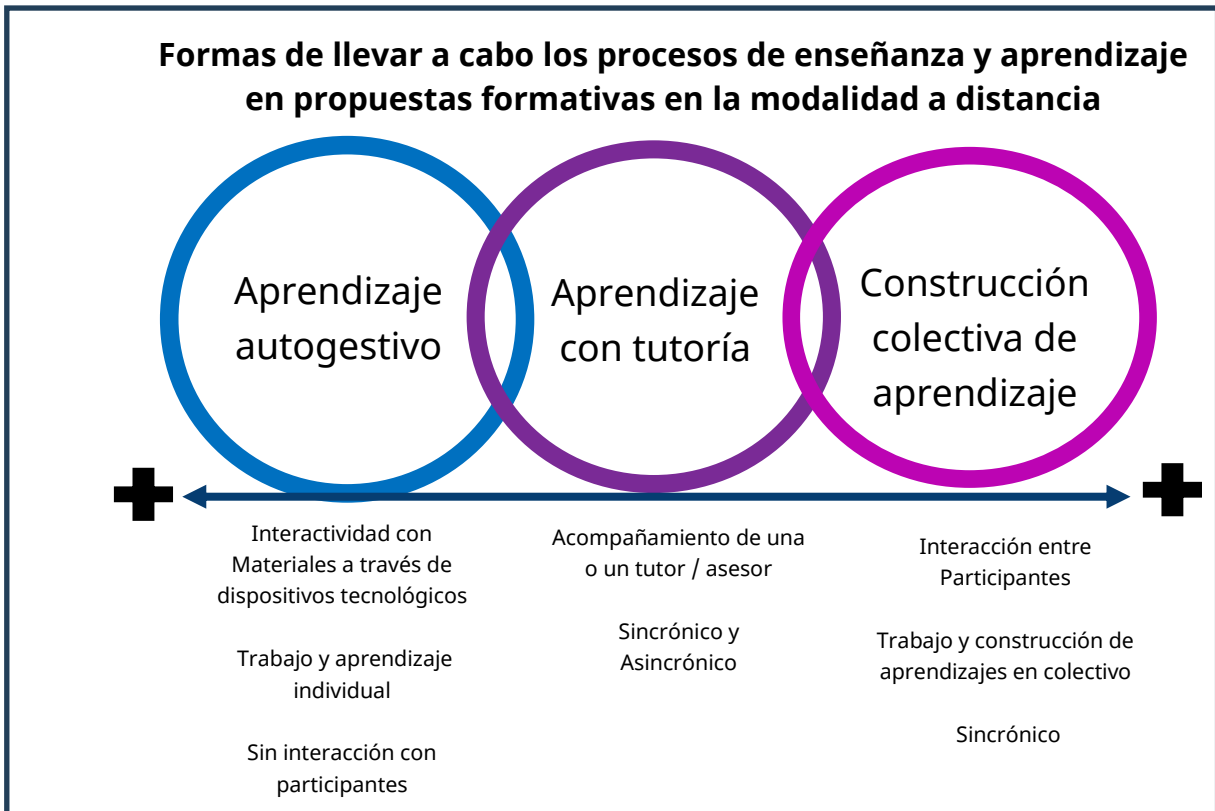 Formas de llevar a cabo los procesos de enseñanza y aprendizaje
en propuestas formativas en la modalidad a distancia
Aprendizaje
autogestivo
Aprendizaje
con tutoría
Construcción
colectiva de
aprendizaje
Interactividad con
Materiales a través de
dispositivos tecnológicos
Trabajo y aprendizaje
individual
Sin interacción con
participantes
Acompañamiento de una
o un tutor / asesor
Sincrónico y
Asincrónico
Interacción entre
Participantes
Trabajo y construcción de
aprendizajes en colectivo
Sincrónico